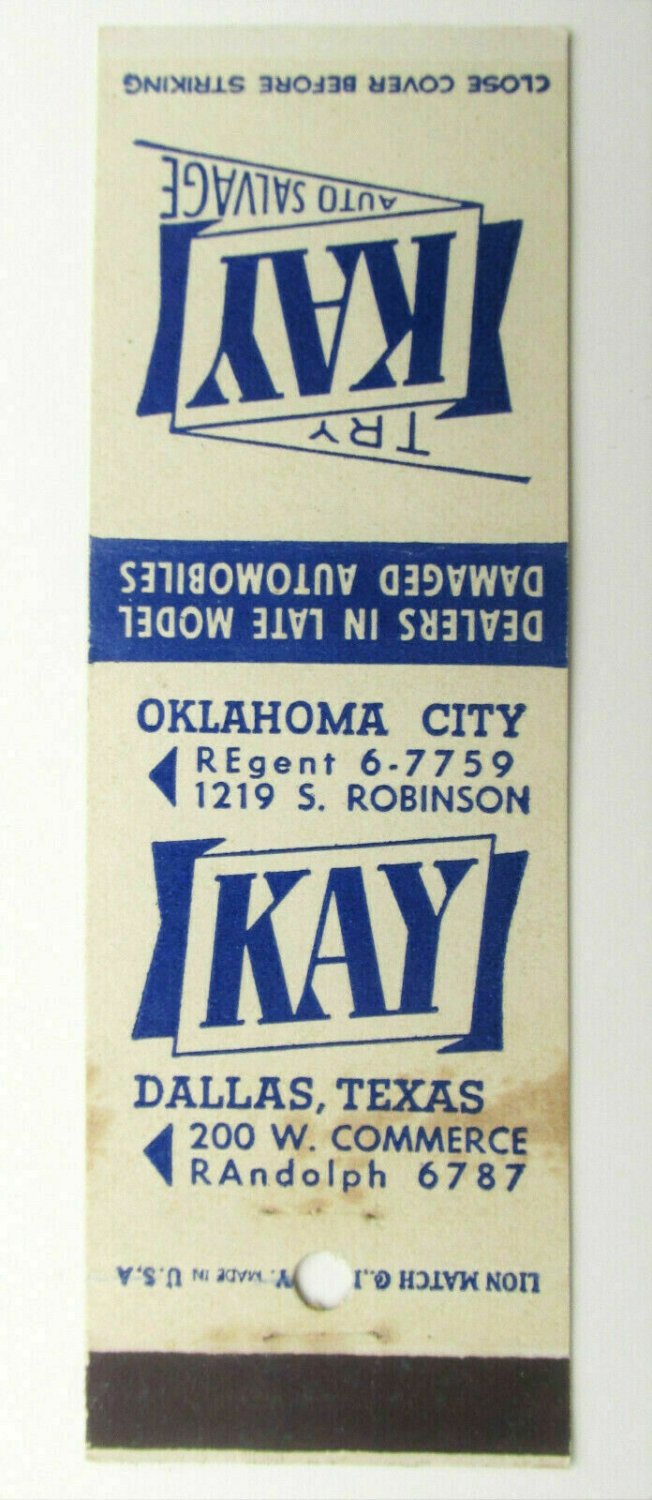 CLOSE COVER BEFORE STRIKING
TRY
KAY
AUTO SALVAGE
DEALERS IN LATE MODEL
DAMAGED AUTOMOBILES
OKLAHOMA CITY
REgent 6-7759
1219 S. ROBINSON
KAY
DALLAS, TEXAS
200 W. COMMERCE
RAndolph 6787
LION MATCH MADE IN U.S.A